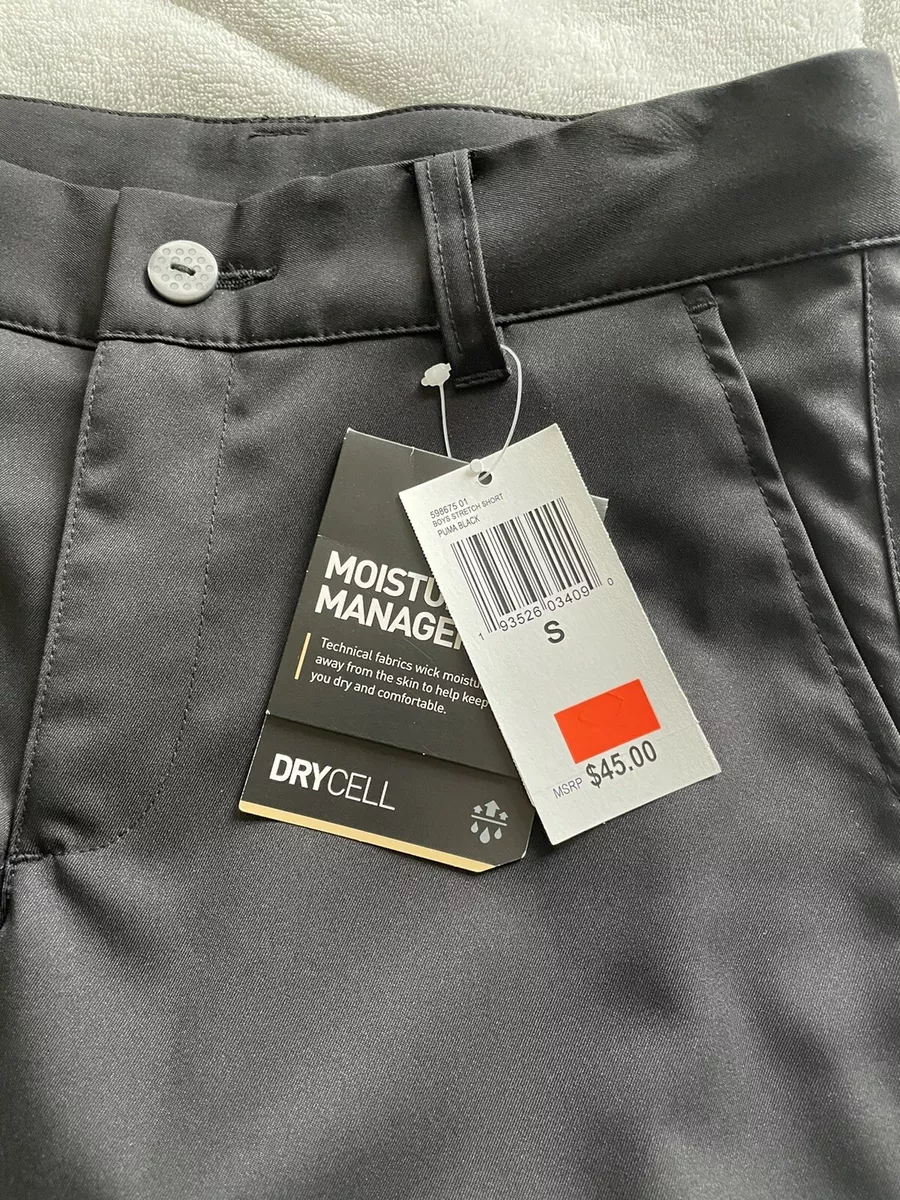 598675 01
BOYS STRETCH SHORT
PUMA BLACK
1 93526 03409 0
S
MSRP $45.00
MOISTU
MANAGE
Technical fabrics wick moistu
away from the skin to help keep
you dry and comfortable.
DRYCELL